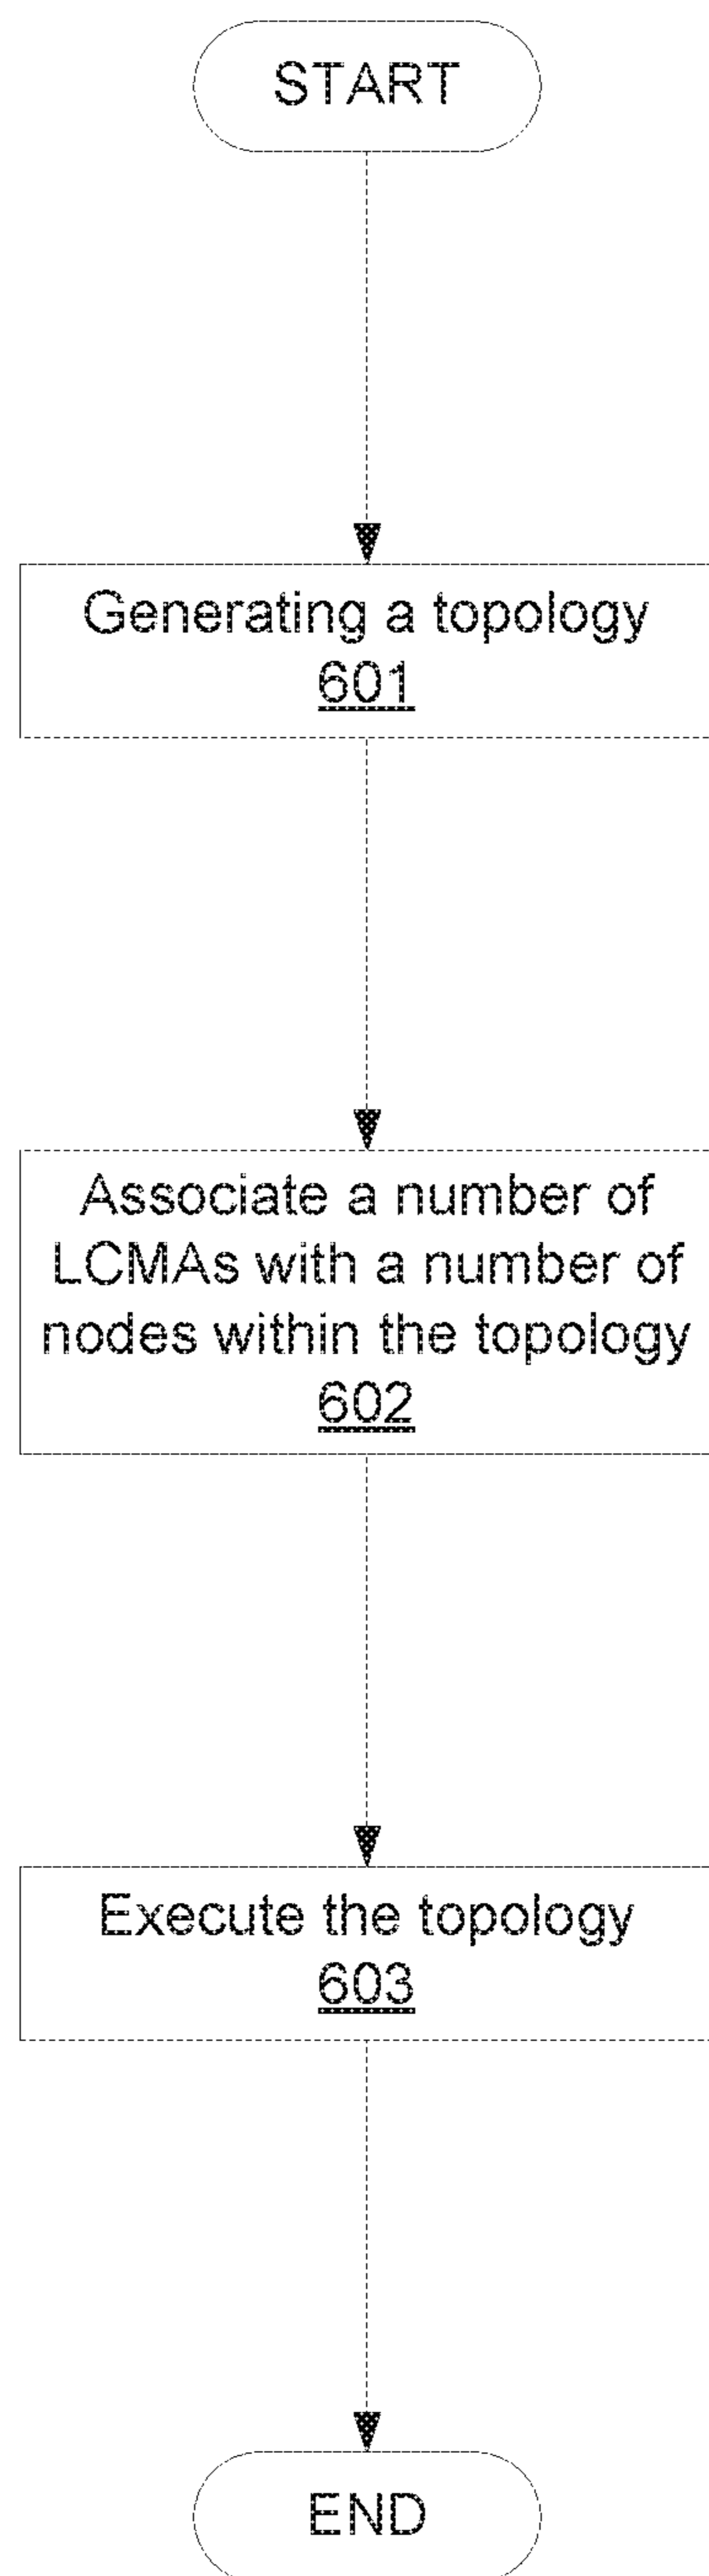 START
Generating a topology
601
Associate a number of
LCMAs with a number of
nodes within the topology
602
Execute the topology
603
END